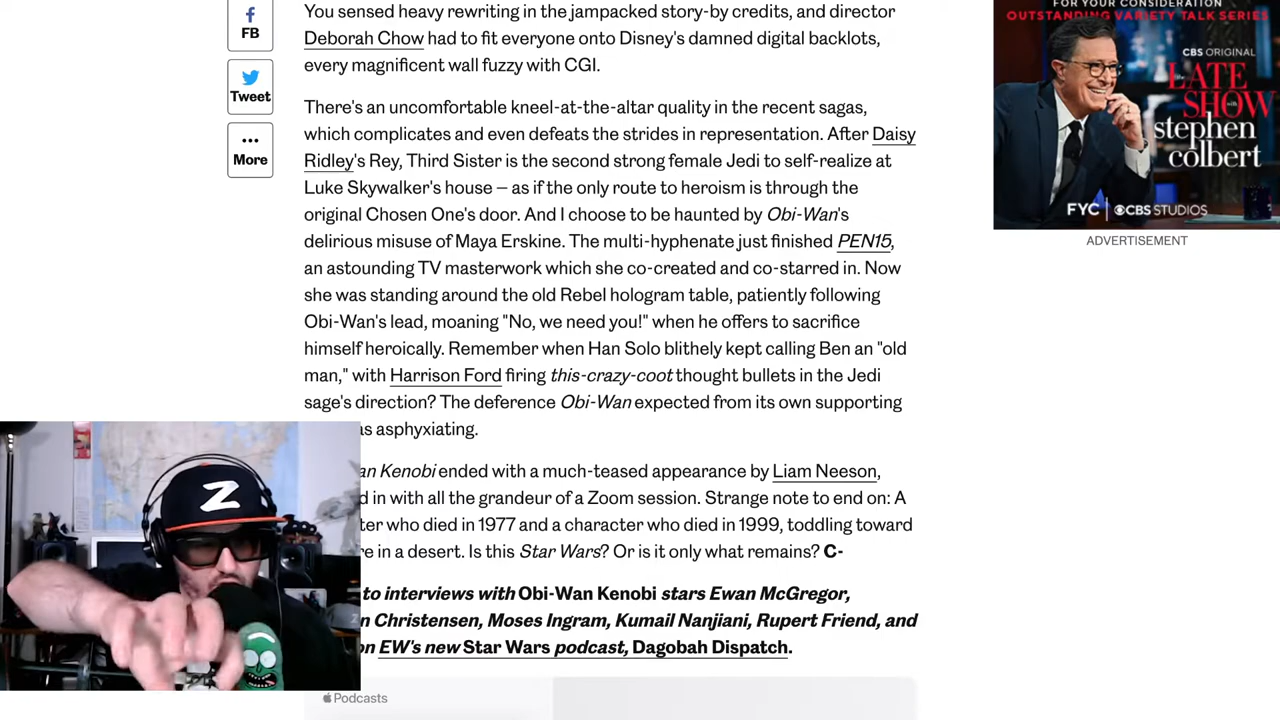 FB
Tweet
More
You sensed heavy rewriting in the jampacked story-by credits, and director
Deborah Chow had to fit everyone onto Disney's damned digital backlots,
every magnificent wall fuzzy with CGI.
There's an uncomfortable kneel-at-the-altar quality in the recent sagas,
which complicates and even defeats the strides in representation. After Daisy
Ridley's Rey, Third Sister is the second strong female Jedi to self-realize at
Luke Skywalker's house — as if the only route to heroism is through the
original Chosen One's door. And I choose to be haunted by Obi-Wan's
delirious misuse of Maya Erskine. The multi-hyphenate just finished PEN15,
an astounding TV masterwork which she co-created and co-starred in. Now
she was standing around the old Rebel hologram table, patiently following
Obi-Wan's lead, moaning "No, we need you!" when he offers to sacrifice
himself heroically. Remember when Han Solo blithely kept calling Ben an "old
man," with Harrison Ford firing this-crazy-coot thought bullets in the Jedi
sage's direction? The deference Obi-Wan expected from its own supporting
asphyxiating.
Kenobi ended with a much-teased appearance by Liam Neeson,
in with all the grandeur of a Zoom session. Strange note to end on: A
who died in 1977 and a character who died in 1999, toddling toward
in a desert. Is this Star Wars? Or is it only what remains? C-
to interviews with Obi-Wan Kenobi stars Ewan McGregor,
Christensen, Moses Ingram, Kumail Nanjiani, Rupert Friend, and
on EW's new Star Wars podcast, Dagobah Dispatch.
Podcasts
FOR YOUR CONSIDERATION
OUTSTANDING VARIETY TALK SERIES
CBS ORIGINAL
the LATE
SHOW with
stephen
colbert
FYC | CBS STUDIOS
ADVERTISEMENT
Z